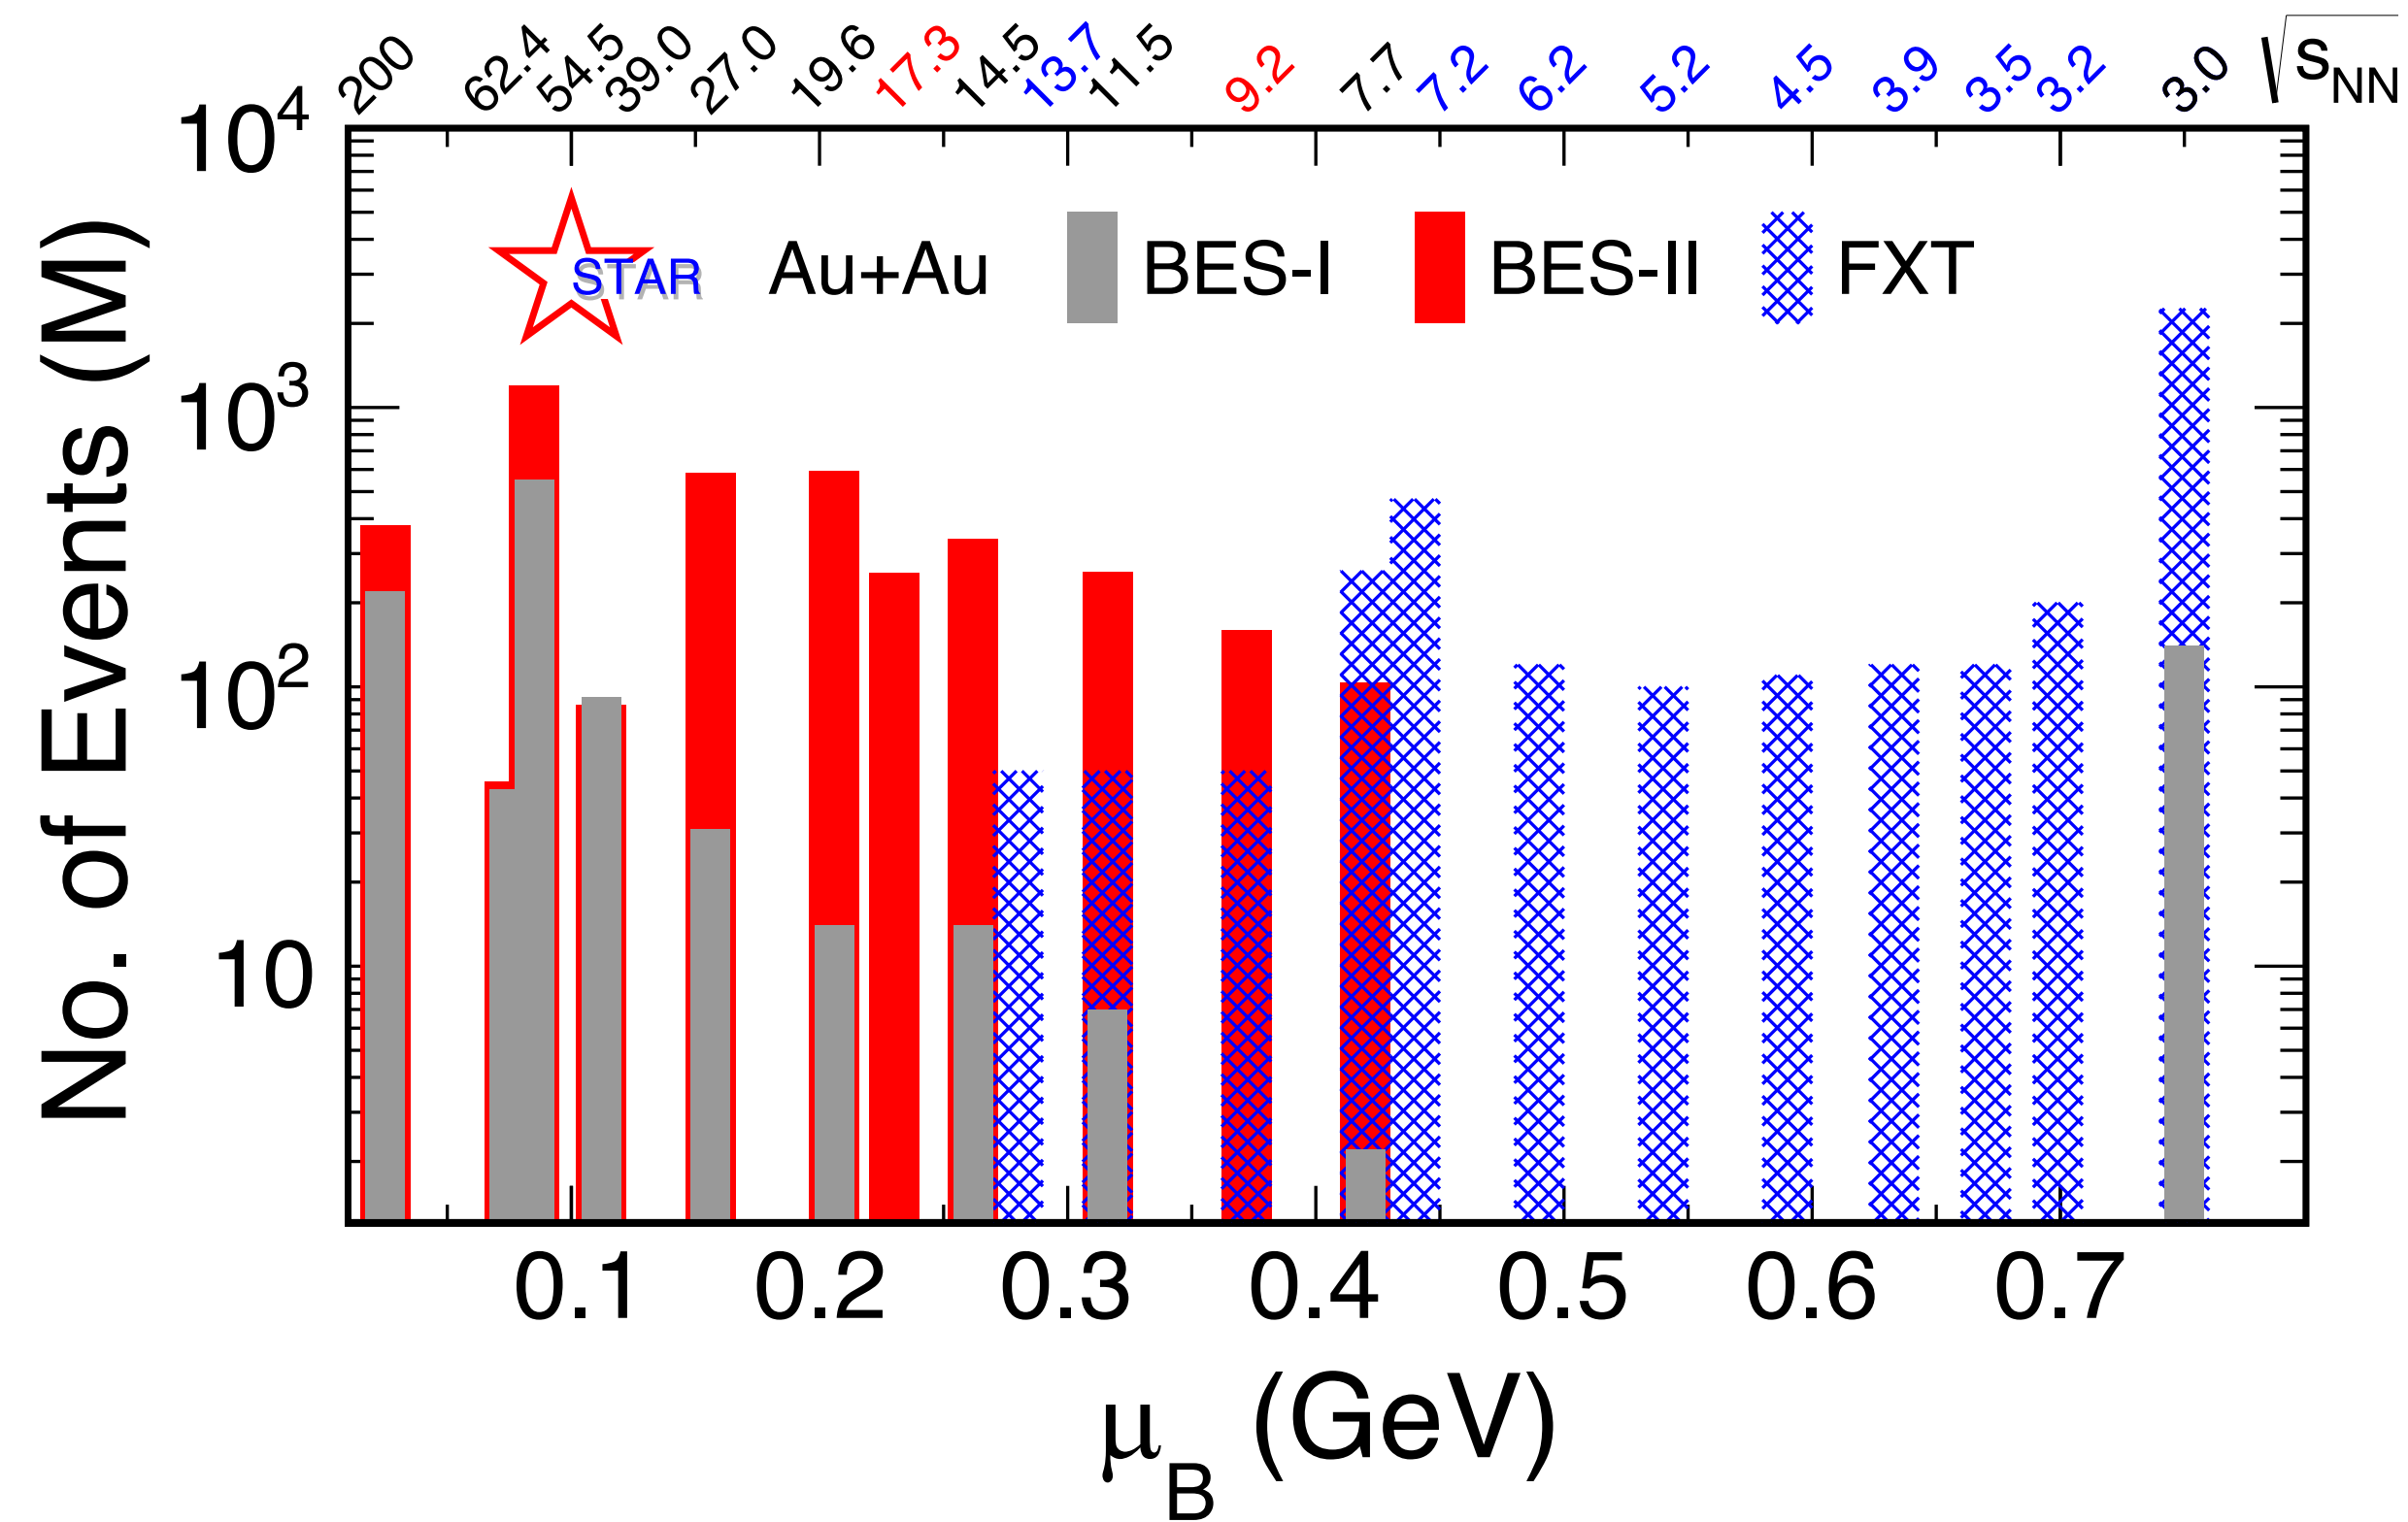 200 62.4 54.5 39.0 27.0 19.6 17.3 14.5 13.7 11.5 9.2 7.7 7.2 6.2 5.2 4.5 3.9 3.5 3.2 3.0 √sNN
10⁴
STAR Au+Au BES-I BES-II FXT
10³
10²
10
No. of Events (M)
0.1 0.2 0.3 0.4 0.5 0.6 0.7
μB (GeV)